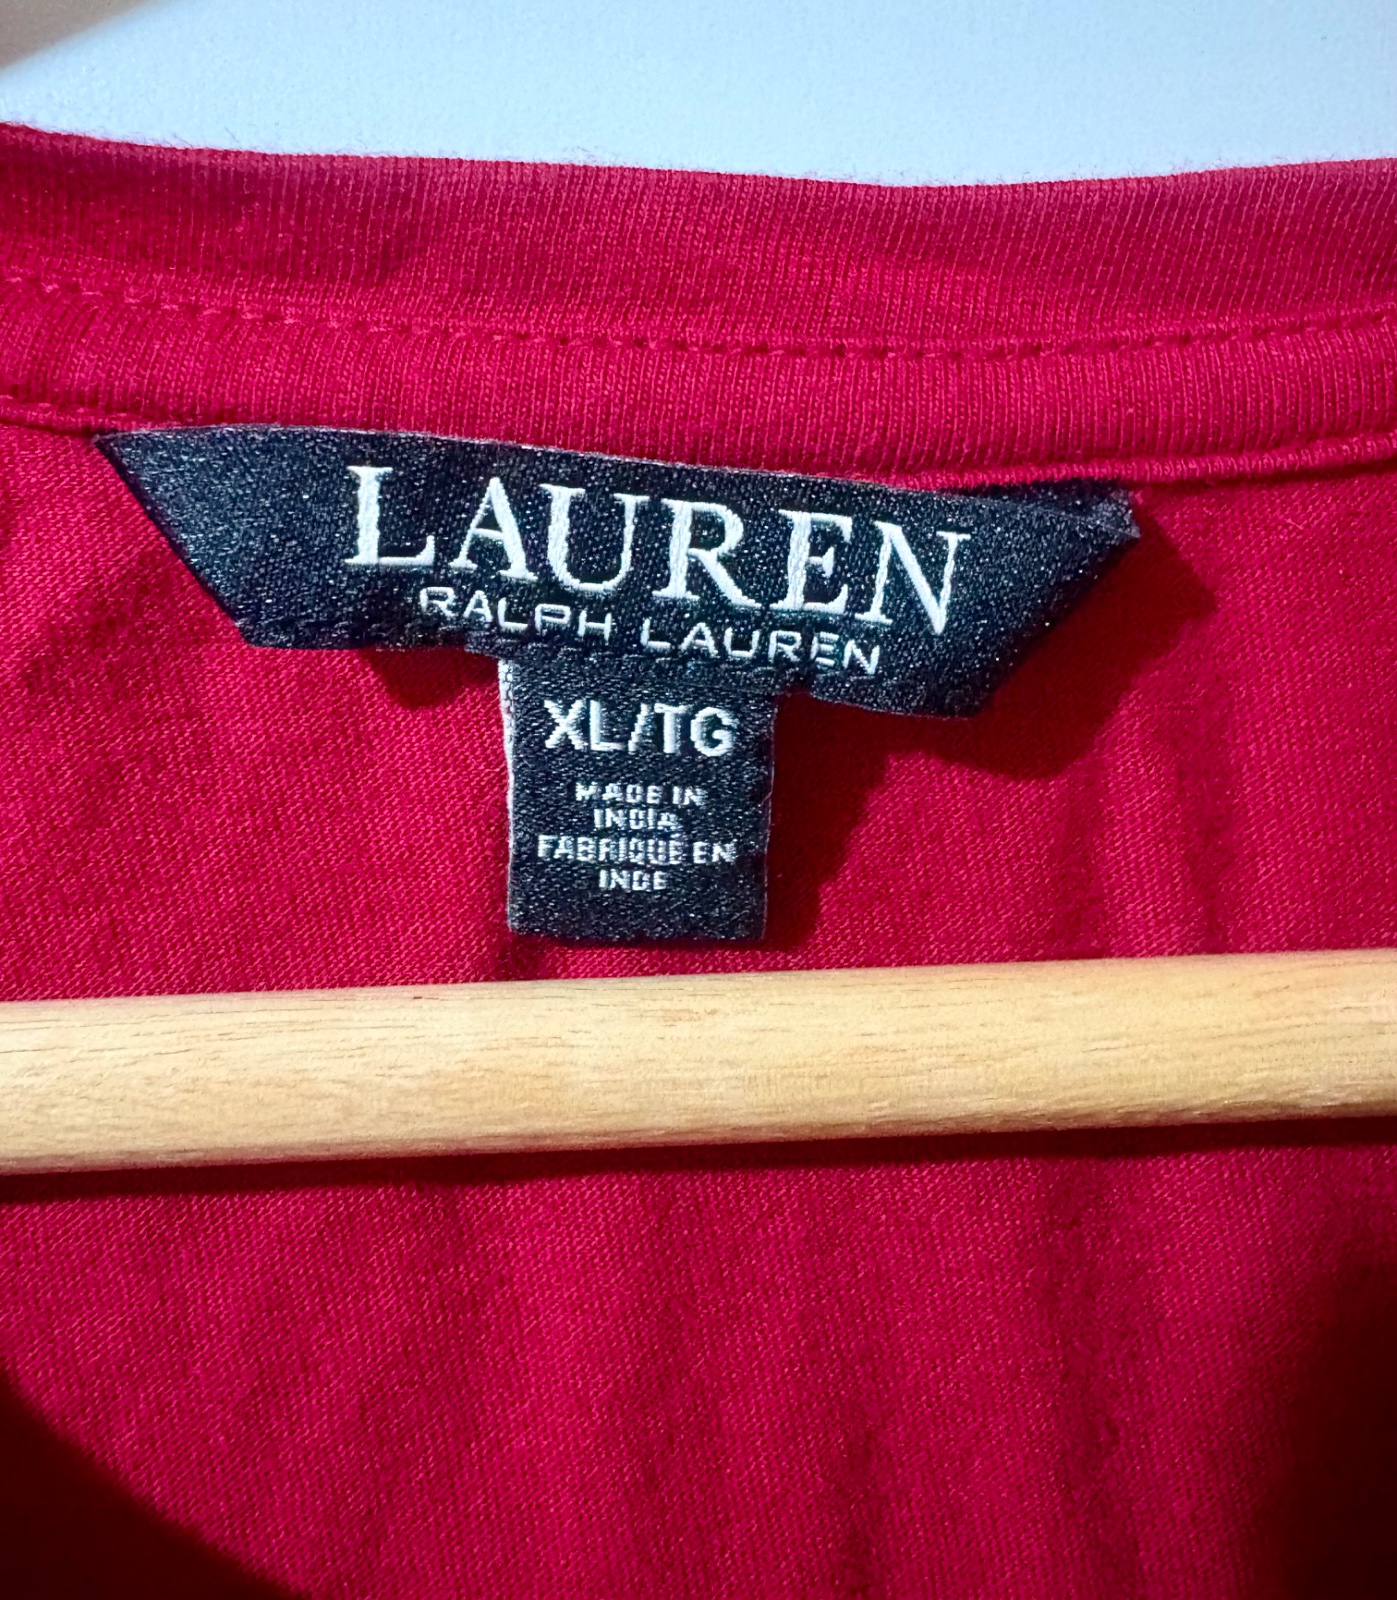 LAUREN
RALPH LAUREN
XL/TG
MADE IN
INDIA
FABRIQUE EN
INDE